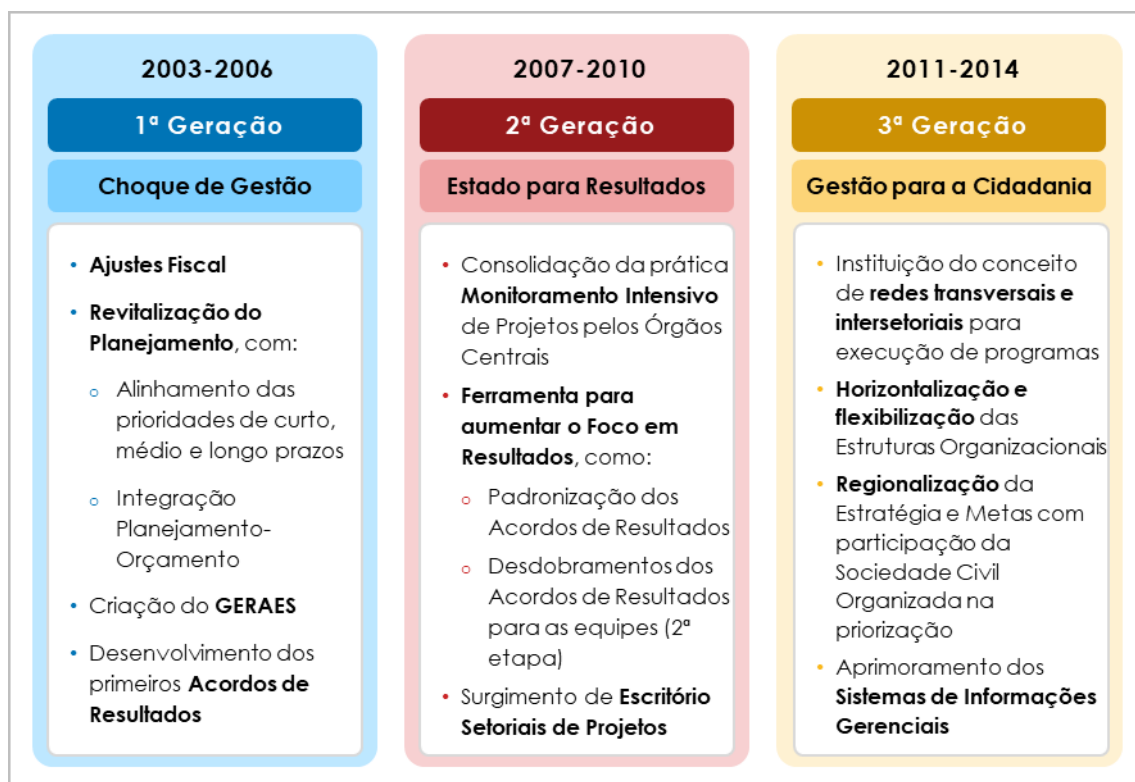 2003-2006
1ª Geração
Choque de Gestão
• Ajustes Fiscal
• Revitalização do
Planejamento, com:
o Alinhamento das
prioridades de curto,
médio e longo prazos
o Integração
Planejamento-
Orçamento
• Criação do GERAES
• Desenvolvimento dos
primeiros Acordos de
Resultados
2007-2010
2ª Geração
Estado para Resultados
• Consolidação da prática
Monitoramento Intensivo
de Projetos pelos Órgãos
Centrais
• Ferramenta para
aumentar o Foco em
Resultados, como:
o Padronização dos
Acordos de Resultados
o Desdobramentos dos
Acordos de Resultados
para as equipes (2ª
etapa)
• Surgimento de Escritório
Setoriais de Projetos
2011-2014
3ª Geração
Gestão para a Cidadania
• Instituição do conceito
de redes transversais e
intersetoriais para
execução de programas
• Horizontalização e
flexibilização das
Estruturas Organizacionais
• Regionalização da
Estratégia e Metas com
participação da
Sociedade Civil
Organizada na
priorização
• Aprimoramento dos
Sistemas de Informações
Gerenciais